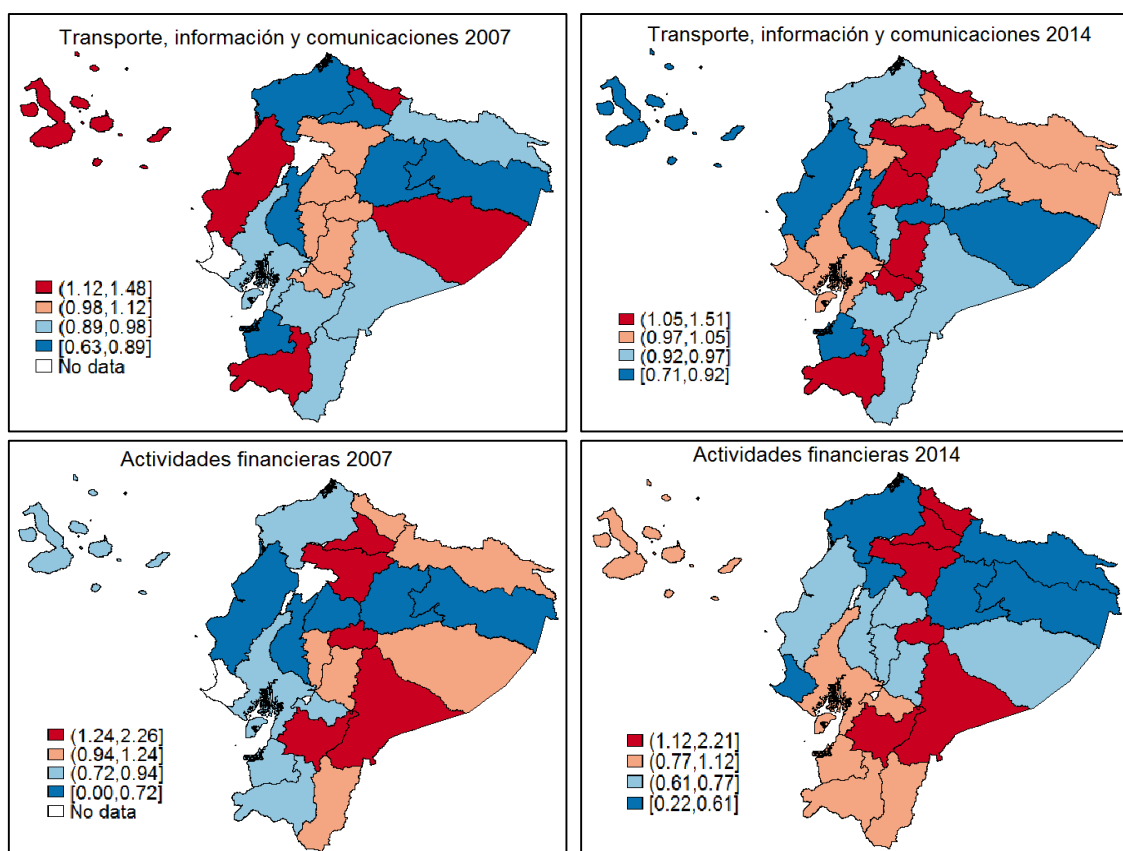 Transporte, información y comunicaciones 2007
(1.12,1.48]
(0.98,1.12]
(0.89,0.98]
[0.63,0.89]
No data
Transporte, información y comunicaciones 2014
(1.05,1.51]
(0.97,1.05]
(0.92,0.97]
[0.71,0.92]
Actividades financieras 2007
(1.24,2.26]
(0.94,1.24]
(0.72,0.94]
[0.00,0.72]
No data
Actividades financieras 2014
(1.12,2.21]
(0.77,1.12]
(0.61,0.77]
[0.22,0.61]